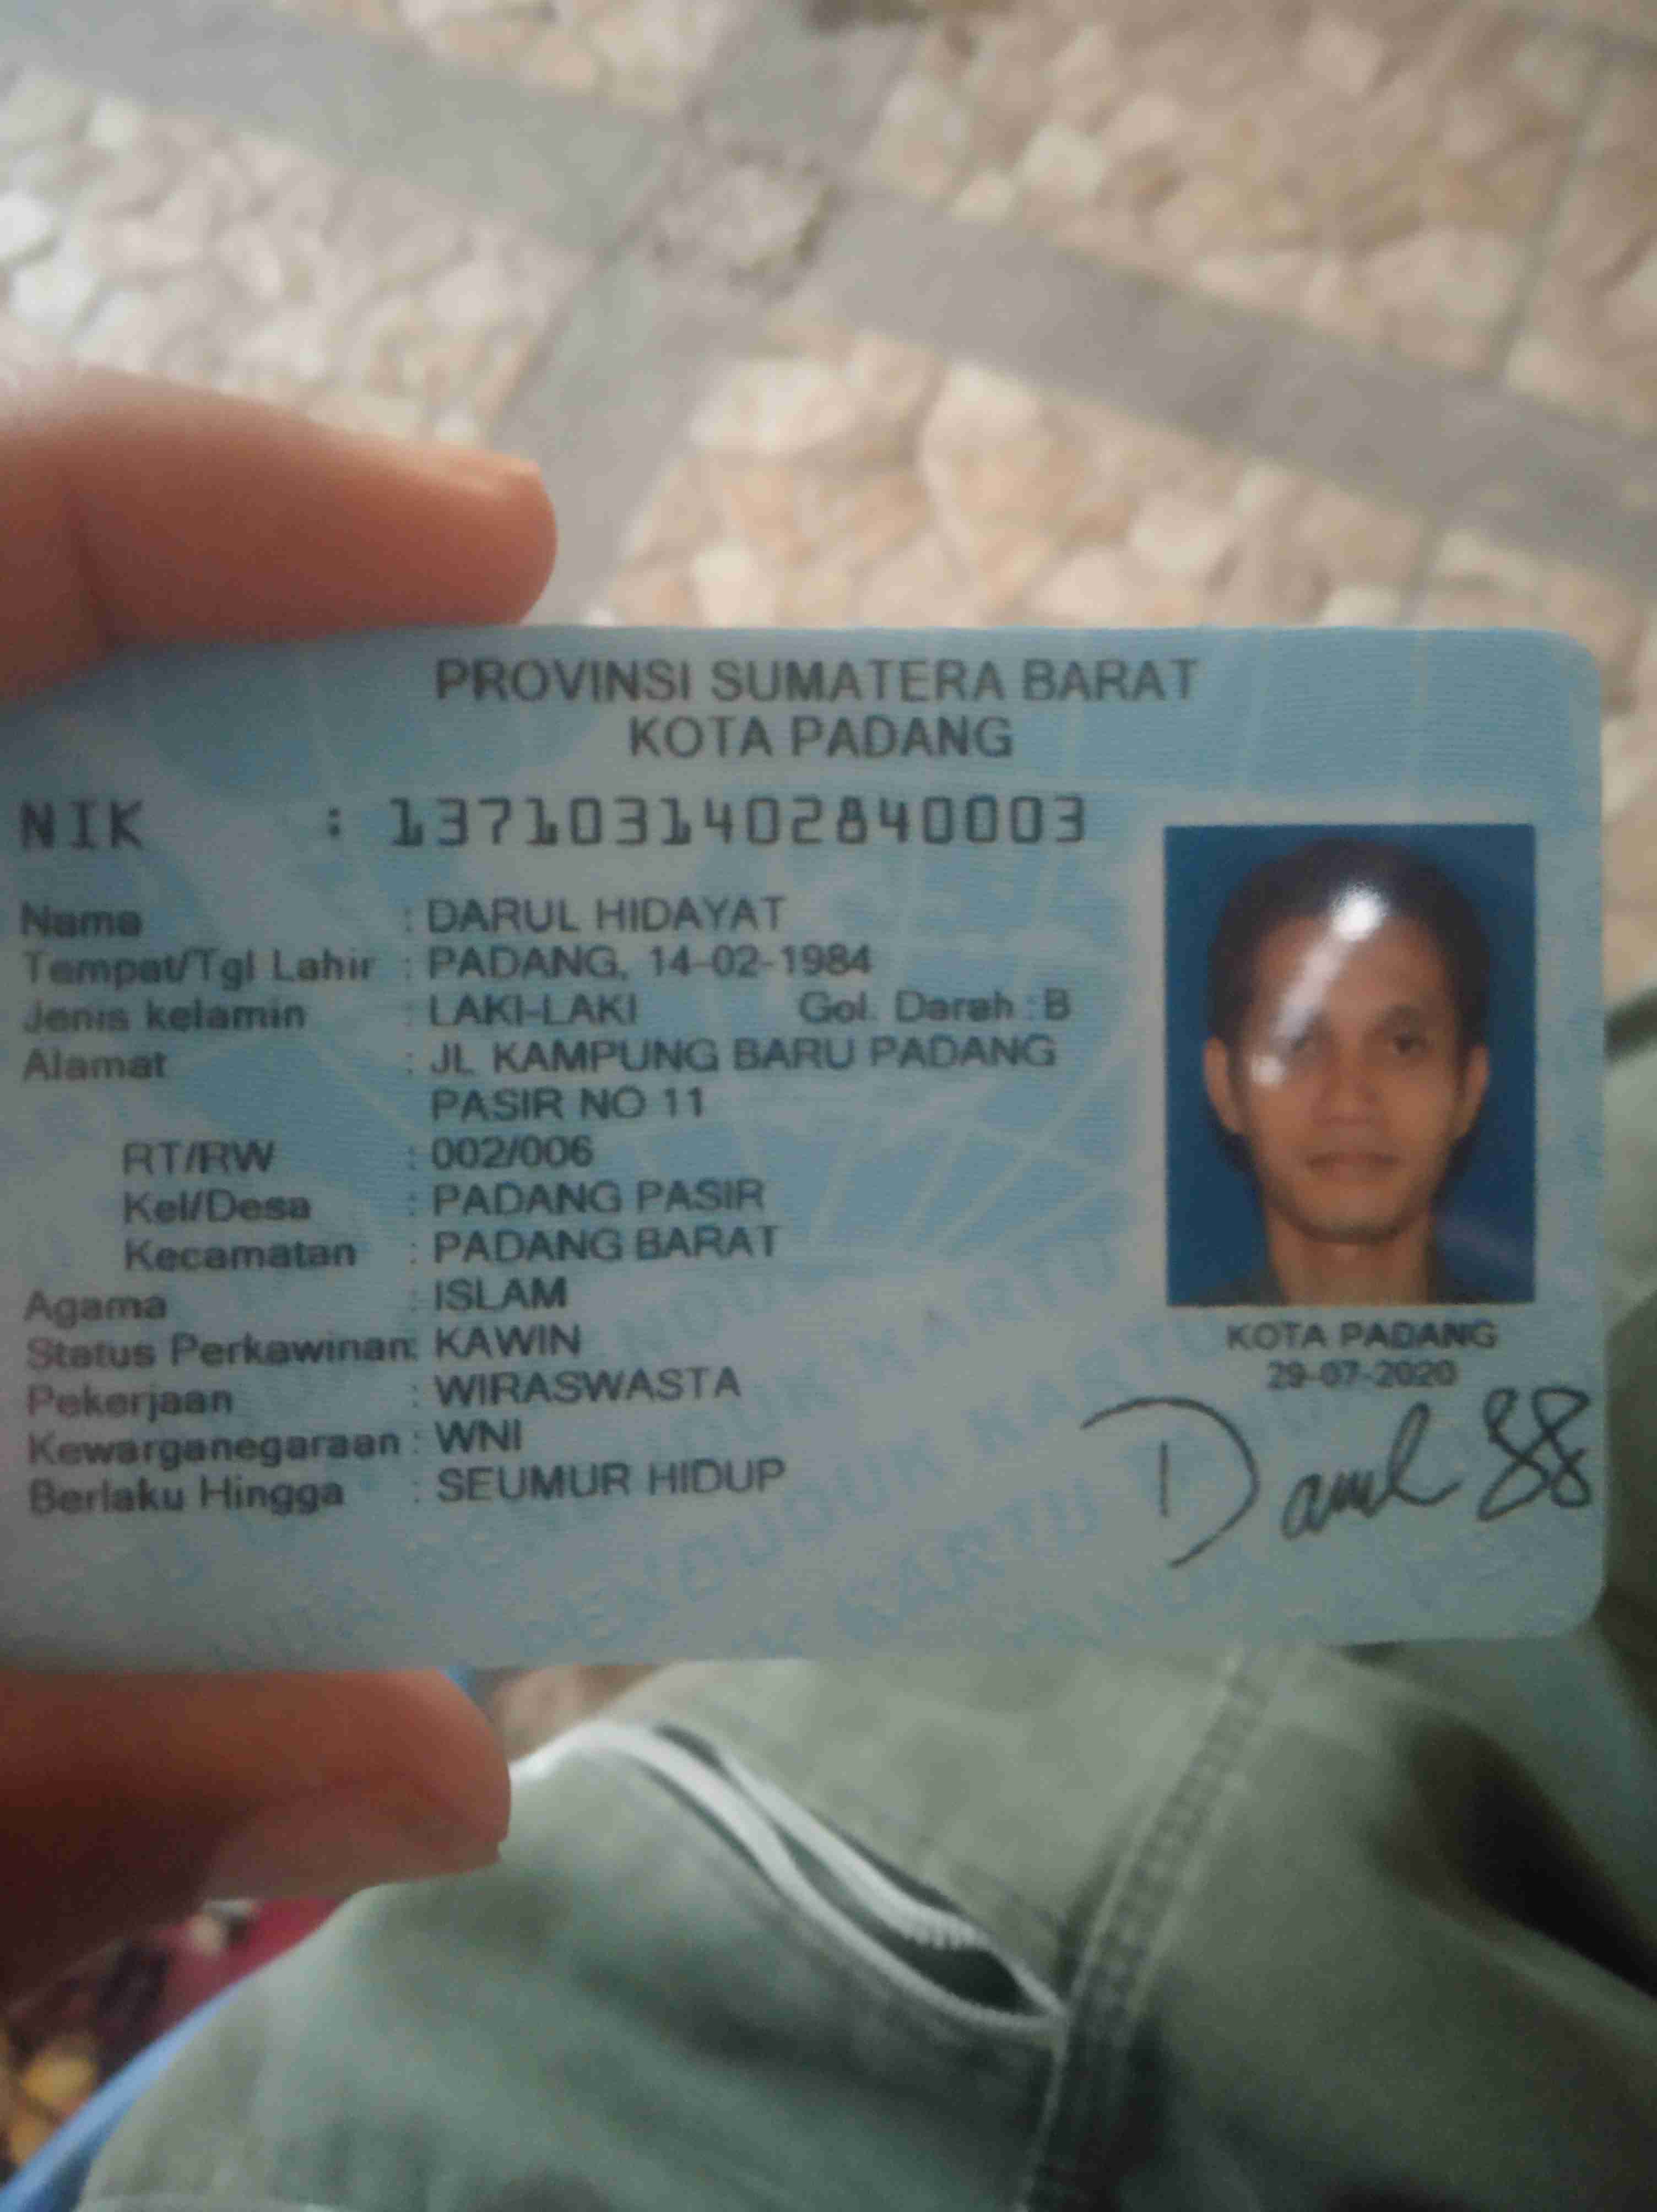 PROVINSI SUMATERA BARAT
KOTA PADANG
NIK : 1371031402840003
Nama : DARUL HIDAYAT
Tempat/Tgl Lahir : PADANG, 14-02-1984
Jenis kelamin : LAKI-LAKI Gol. Darah : B
Alamat : JL KAMPUNG BARU PADANG
PASIR NO 11
RT/RW : 002/006
Kel/Desa : PADANG PASIR
Kecamatan : PADANG BARAT
Agama : ISLAM
Status Perkawinan: KAWIN
Pekerjaan : WIRASWASTA
Kewarganegaraan : WNI
Berlaku Hingga : SEUMUR HIDUP
KOTA PADANG
29-07-2020
Darul 88